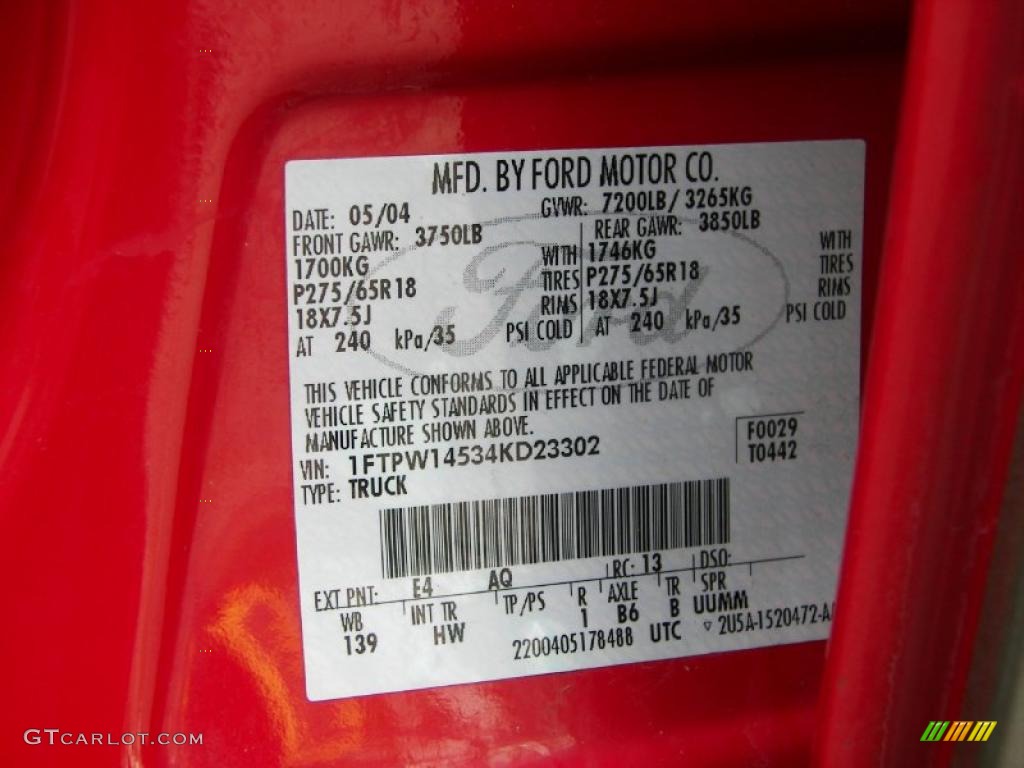 MFD. BY FORD MOTOR CO.
DATE: 05/04 GVWR: 7200LB/ 3265KG
FRONT GAWR: 3750LB REAR GAWR: 3850LB
1700KG WITH 1746KG WITH
P275/65R18 TIRES P275/65R18 TIRES
18X7.5J RIMS 18X7.5J RIMS
AT 240 kPa/35 PSI COLD AT 240 kPa/35 PSI COLD
Ford
THIS VEHICLE CONFORMS TO ALL APPLICABLE FEDERAL MOTOR
VEHICLE SAFETY STANDARDS IN EFFECT ON THE DATE OF
MANUFACTURE SHOWN ABOVE.
VIN: 1FTPW14534KD23302 F0029
TYPE: TRUCK T0442
EXT PNT: E4 AQ RC: 13 DSO:
WB INT TR TP/PS R AXLE TR SPR
139 HW 1 B6 B UUMM
2200405178488 UTC ▽ 2U5A-1520472-A
GTCARLOT.COM